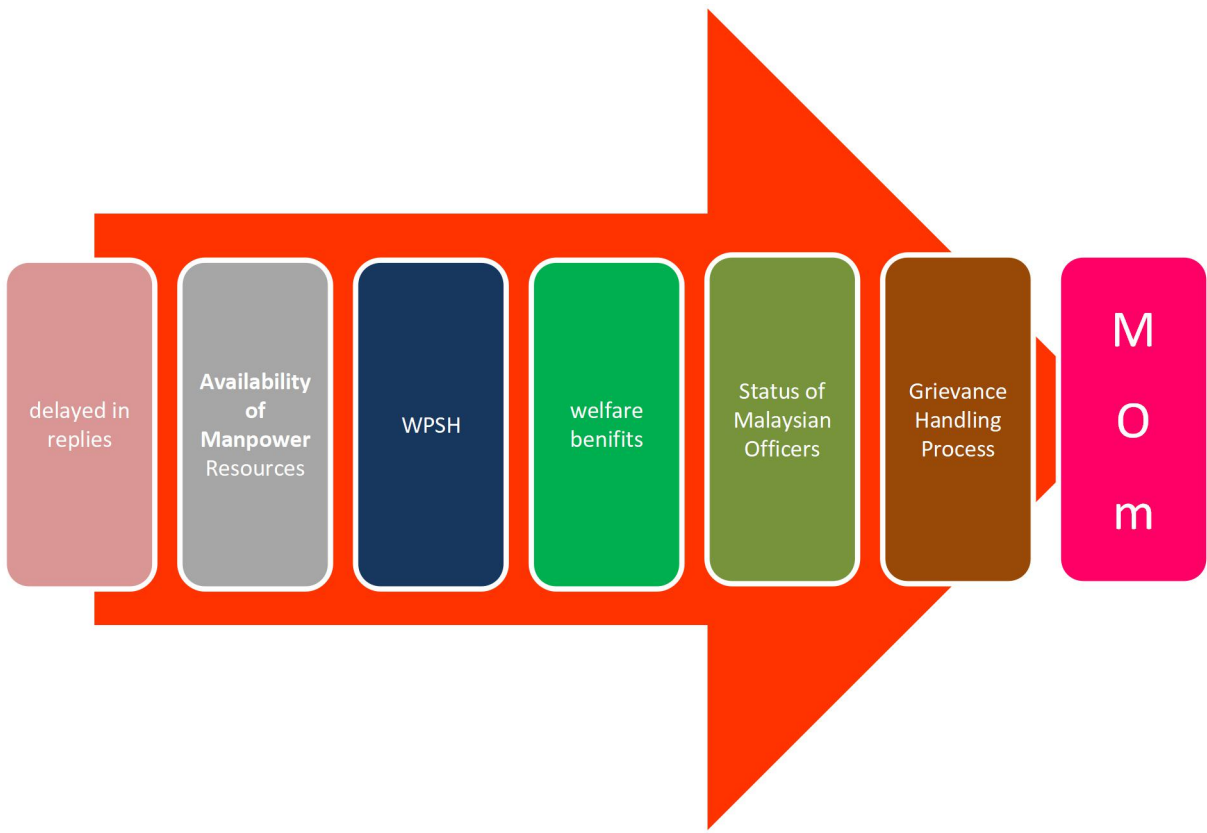 delayed in
replies
Availability
of
Manpower
Resources
WPSH
welfare
benifits
Status of
Malaysian
Officers
Grievance
Handling
Process
M
O
m